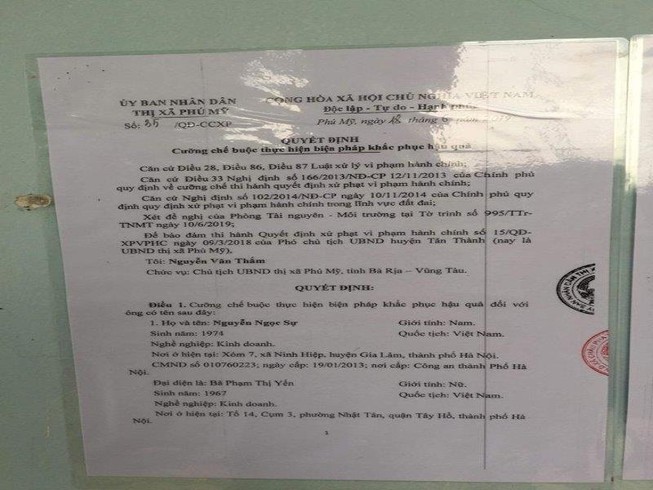 ỦY BAN NHÂN DÂN
THỊ XÃ PHÚ MỸ
Số: 35 /QĐ-CCXP
CỘNG HÒA XÃ HỘI CHỦ NGHĨA VIỆT NAM
Độc lập - Tự do - Hạnh phúc
Phú Mỹ, ngày tháng 6 năm 2019
QUYẾT ĐỊNH
Cưỡng chế buộc thực hiện biện pháp khắc phục hậu quả
Căn cứ Điều 28, Điều 86, Điều 87 Luật xử lý vi phạm hành chính;
Căn cứ Điều 33 Nghị định số 166/2013/NĐ-CP 12/11/2013 của Chính phủ
quy định về cưỡng chế thi hành quyết định xử phạt vi phạm hành chính;
Căn cứ Nghị định số 102/2014/NĐ-CP ngày 10/11/2014 của Chính phủ quy
định quy định xử phạt vi phạm hành chính trong lĩnh vực đất đai;
Xét đề nghị của Phòng Tài nguyên - Môi trường tại Tờ trình số 995/TTr-
TNMT ngày 10/6/2019;
Để bảo đảm thi hành Quyết định xử phạt vi phạm hành chính số 15/QĐ-
XPVPHC ngày 09/3/2018 của Phó chủ tịch UBND huyện Tân Thành (nay là
UBND thị xã Phú Mỹ),
Tôi: Nguyễn Văn Thắm
Chức vụ: Chủ tịch UBND thị xã Phú Mỹ, tỉnh Bà Rịa – Vũng Tàu.
QUYẾT ĐỊNH:
Điều 1. Cưỡng chế buộc thực hiện biện pháp khắc phục hậu quả đối với
ông có tên sau đây:
1. Họ và tên: Nguyễn Ngọc Sự Giới tính: Nam.
Sinh năm: 1974 Quốc tịch: Việt Nam.
Nghề nghiệp: Kinh doanh.
Nơi ở hiện tại: Xóm 7, xã Ninh Hiệp, huyện Gia Lâm, thành phố Hà Nội.
CMND số 010760223; ngày cấp: 19/01/2013; nơi cấp: Công an thành Phố Hà
Nội.
Đại diện là: Bà Phạm Thị Yến Giới tính: Nữ.
Sinh năm: 1967 Quốc tịch: Việt Nam.
Nghề nghiệp: Kinh doanh.
Nơi ở hiện tại: Tổ 14, Cụm 3, phường Nhật Tân, quận Tây Hồ, thành phố Hà
Nội.
1